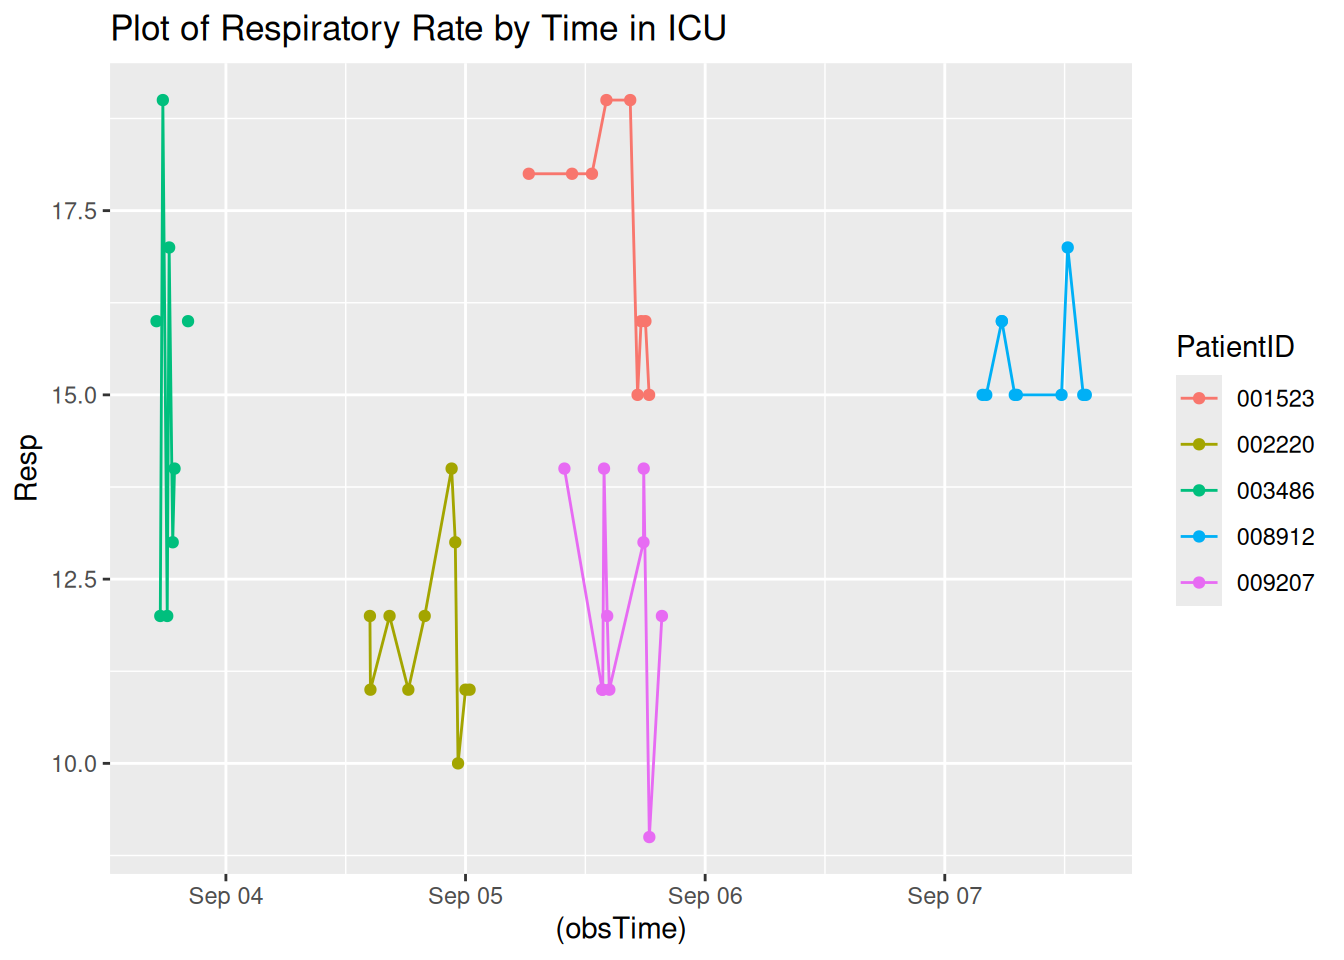 Plot of Respiratory Rate by Time in ICU
Resp
17.5
15.0
12.5
10.0
Sep 04 Sep 05 Sep 06 Sep 07
(obsTime)
PatientID
001523
002220
003486
008912
009207